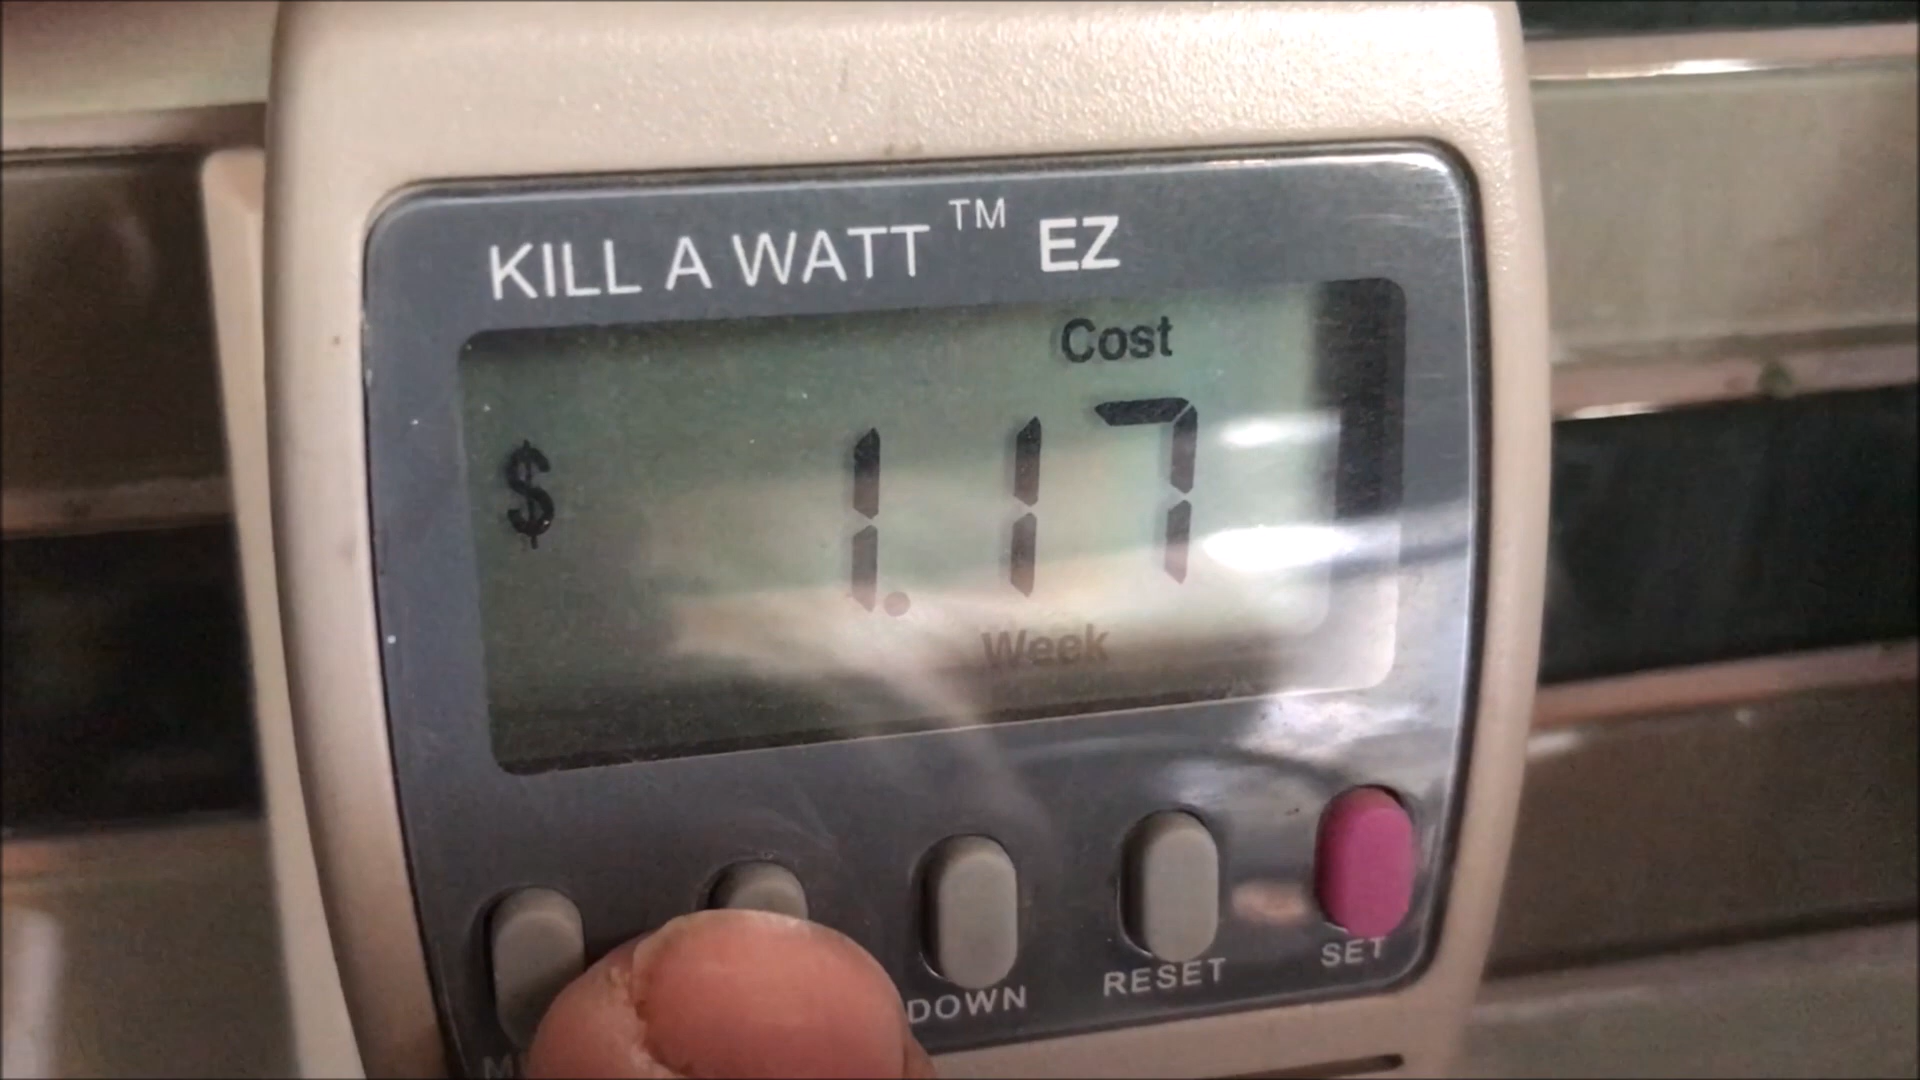 KILL A WATT ™ EZ
Cost
$ 1.17
Week
DOWN
RESET
SET